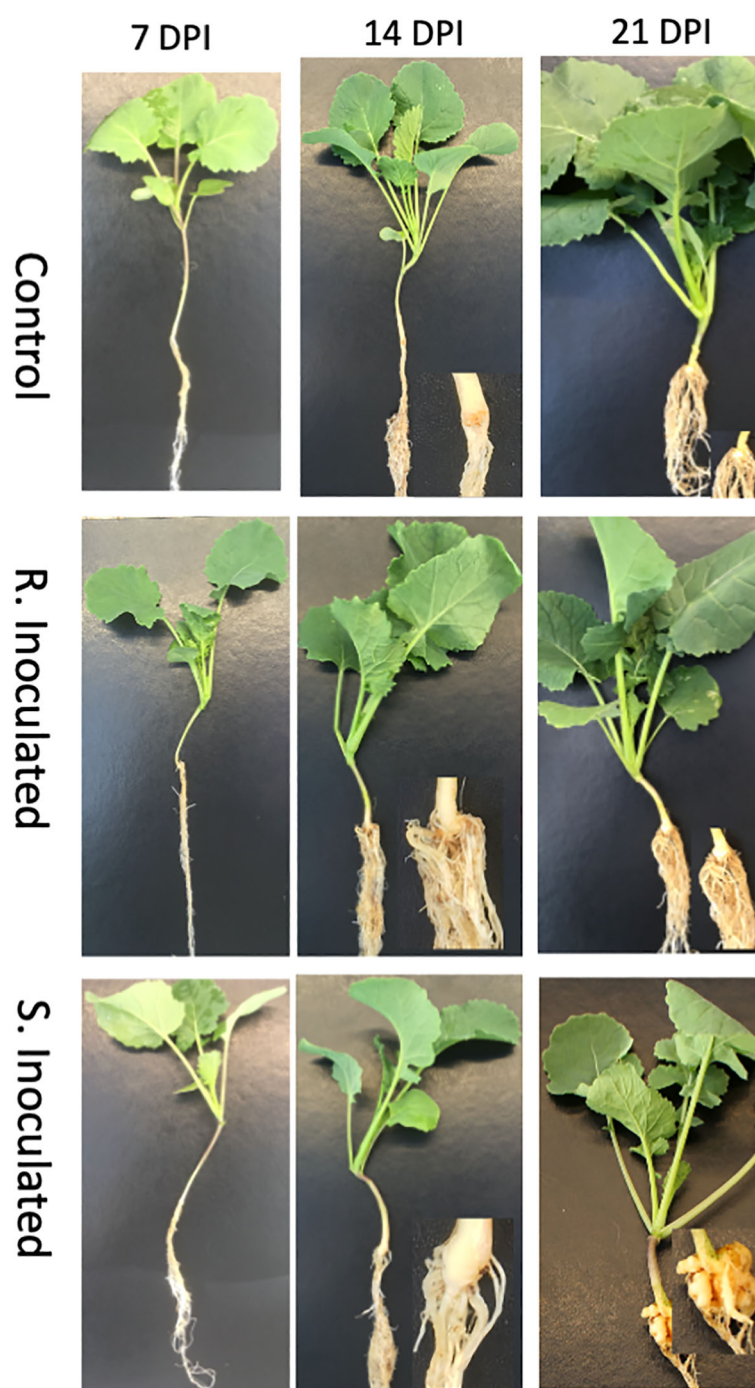 7 DPI
14 DPI
21 DPI
Control
R. Inoculated
S. Inoculated